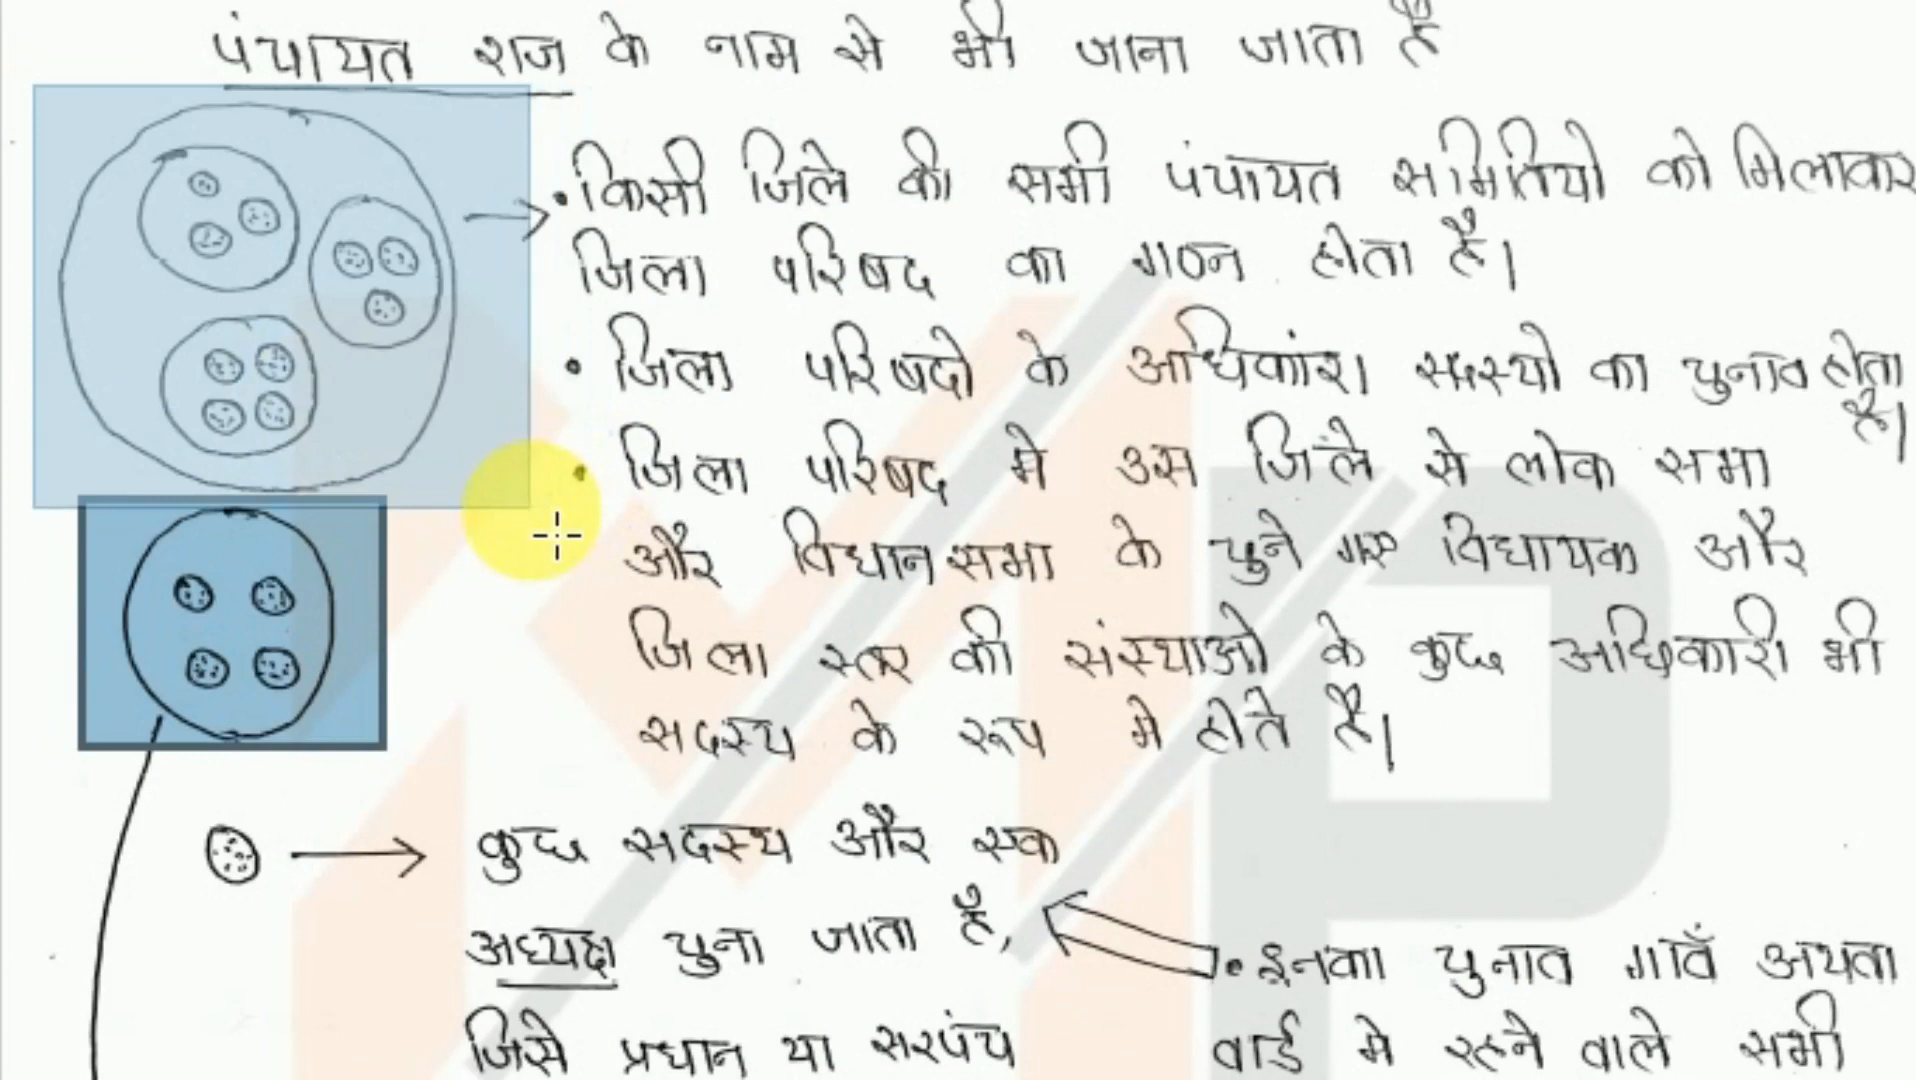 पंचायत राज के नाम से भी जाना जाता है
• किसी जिले की सभी पंचायत समितियो को मिलाकर
जिला परिषद का गठन होता है।
• जिला परिषदो के अधिकांश सदस्यो का चुनाव होता है।
• जिला परिषद मे उस जिले से लोक सभा
और विधान सभा के चुने गए विधायक और
जिला स्तर की संस्थाओ के कुछ अधिकारी भी
सदस्य के रूप मे होते है।
कुछ सदस्य और एक
अध्यक्ष चुना जाता है,
जिसे प्रधान या सरपंच
• इनका चुनाव गावँ अथवा
वार्ड मे रहने वाले सभी